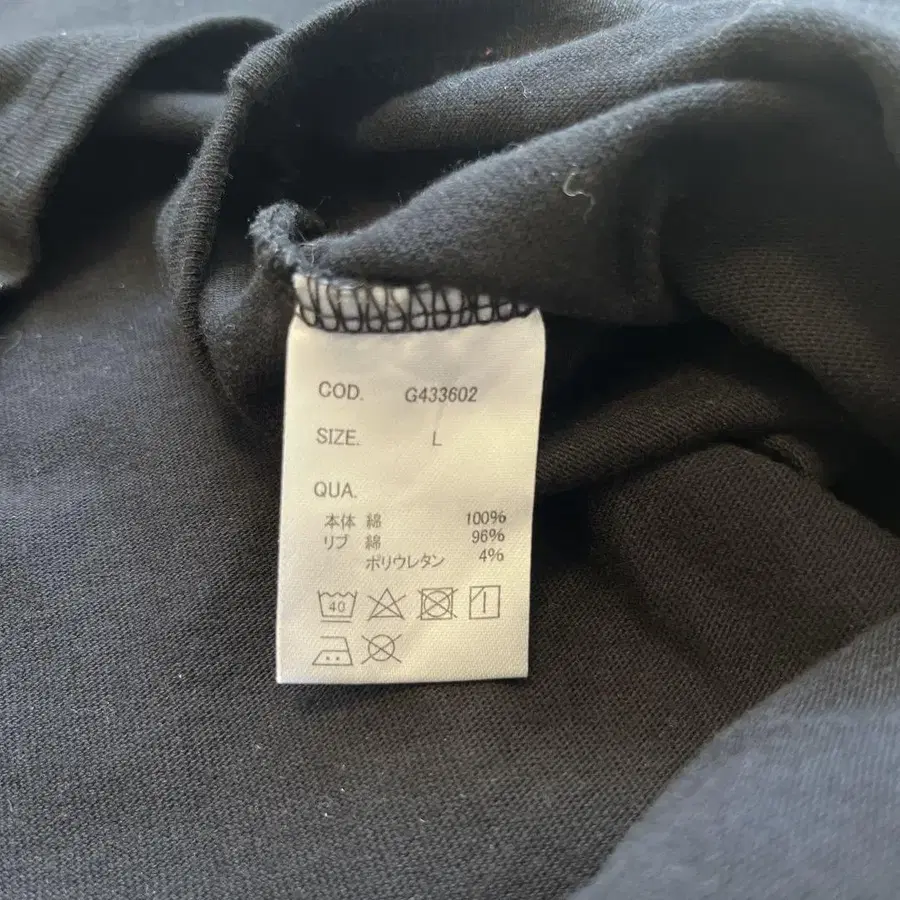 COD. G433602
SIZE. L
QUA.
本体 綿 100%
リブ 綿 96%
ポリウレタン 4%
40